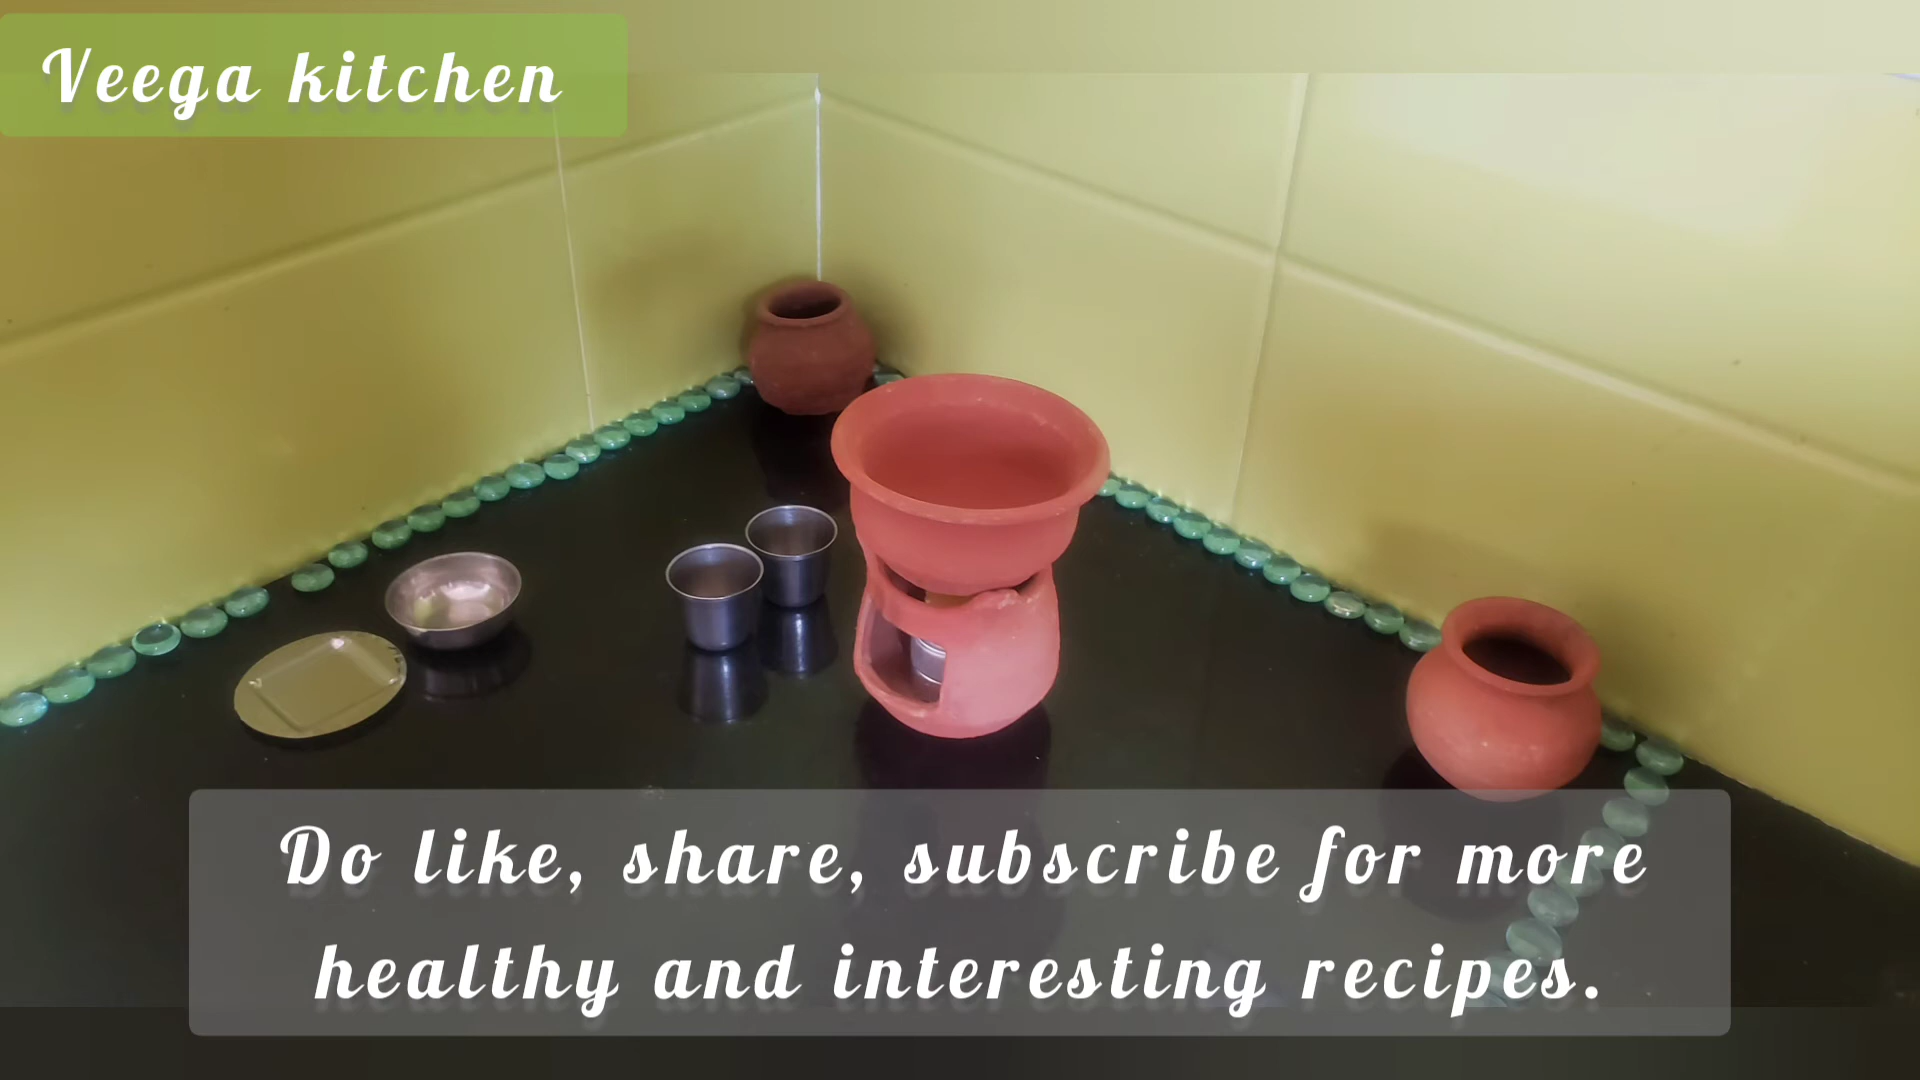 Veega kitchen
Do like, share, subscribe for more
healthy and interesting recipes.